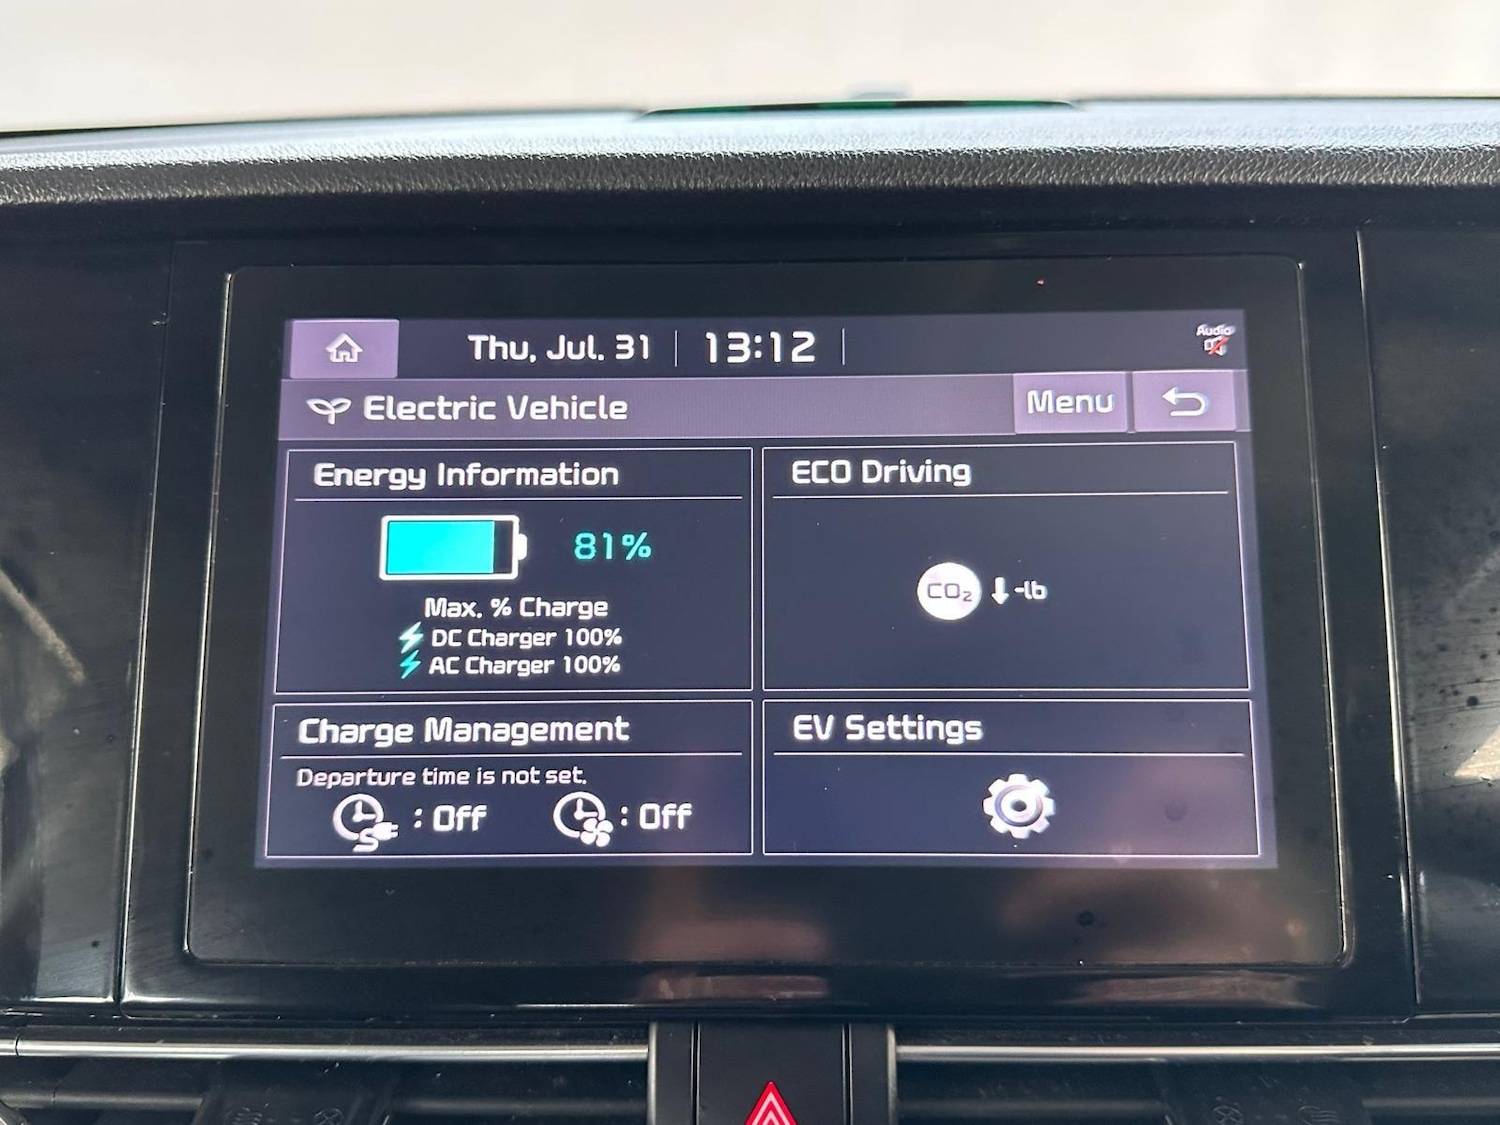 Thu, Jul. 31
13:12
Audio
Electric Vehicle
Menu
Energy Information
81%
Max. % Charge
DC Charger 100%
AC Charger 100%
ECO Driving
CO₂ -lb
Charge Management
Departure time is not set.
: Off
: Off
EV Settings